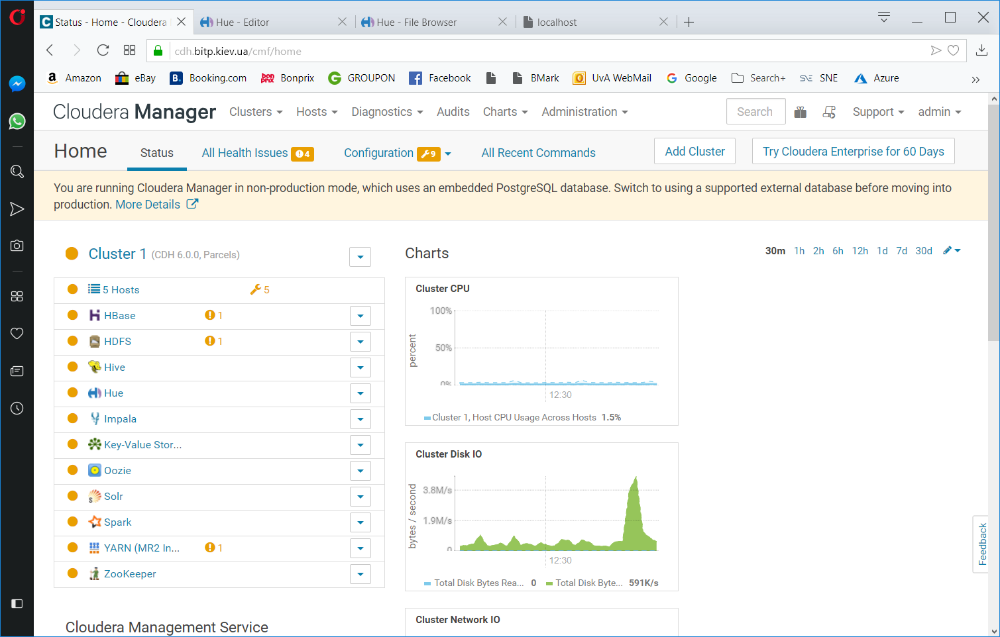 Status - Home - Cloudera
Hue - Editor
Hue - File Browser
localhost
cdh.bitp.kiev.ua/cmf/home
Amazon
eBay
B. Booking.com
bon prix Bonprix
GROUPON
Facebook
BMark
UvA WebMail
Google
Search+
SNE
Azure
Cloudera Manager
Clusters
Hosts
Diagnostics
Audits
Charts
Administration
Search
Support
admin
Home
Status
All Health Issues 4
Configuration 9
All Recent Commands
Add Cluster
Try Cloudera Enterprise for 60 Days
You are running Cloudera Manager in non-production mode, which uses an embedded PostgreSQL database. Switch to using a supported external database before moving into
production. More Details
Cluster 1 (CDH 6.0.0, Parcels)
5 Hosts 5
HBase 1
HDFS 1
Hive
Hue
Impala
Key-Value Stor...
Oozie
Solr
Spark
YARN (MR2 In... 1
ZooKeeper
Cloudera Management Service
Charts
30m 1h 2h 6h 12h 1d 7d 30d
Cluster CPU
percent
100%
50%
0%
12:30
Cluster 1, Host CPU Usage Across Hosts 1.5%
Cluster Disk IO
bytes / second
3.8M/s
1.9M/s
0
12:30
Total Disk Bytes Rea... 0 Total Disk Byte... 591K/s
Cluster Network IO
Feedback